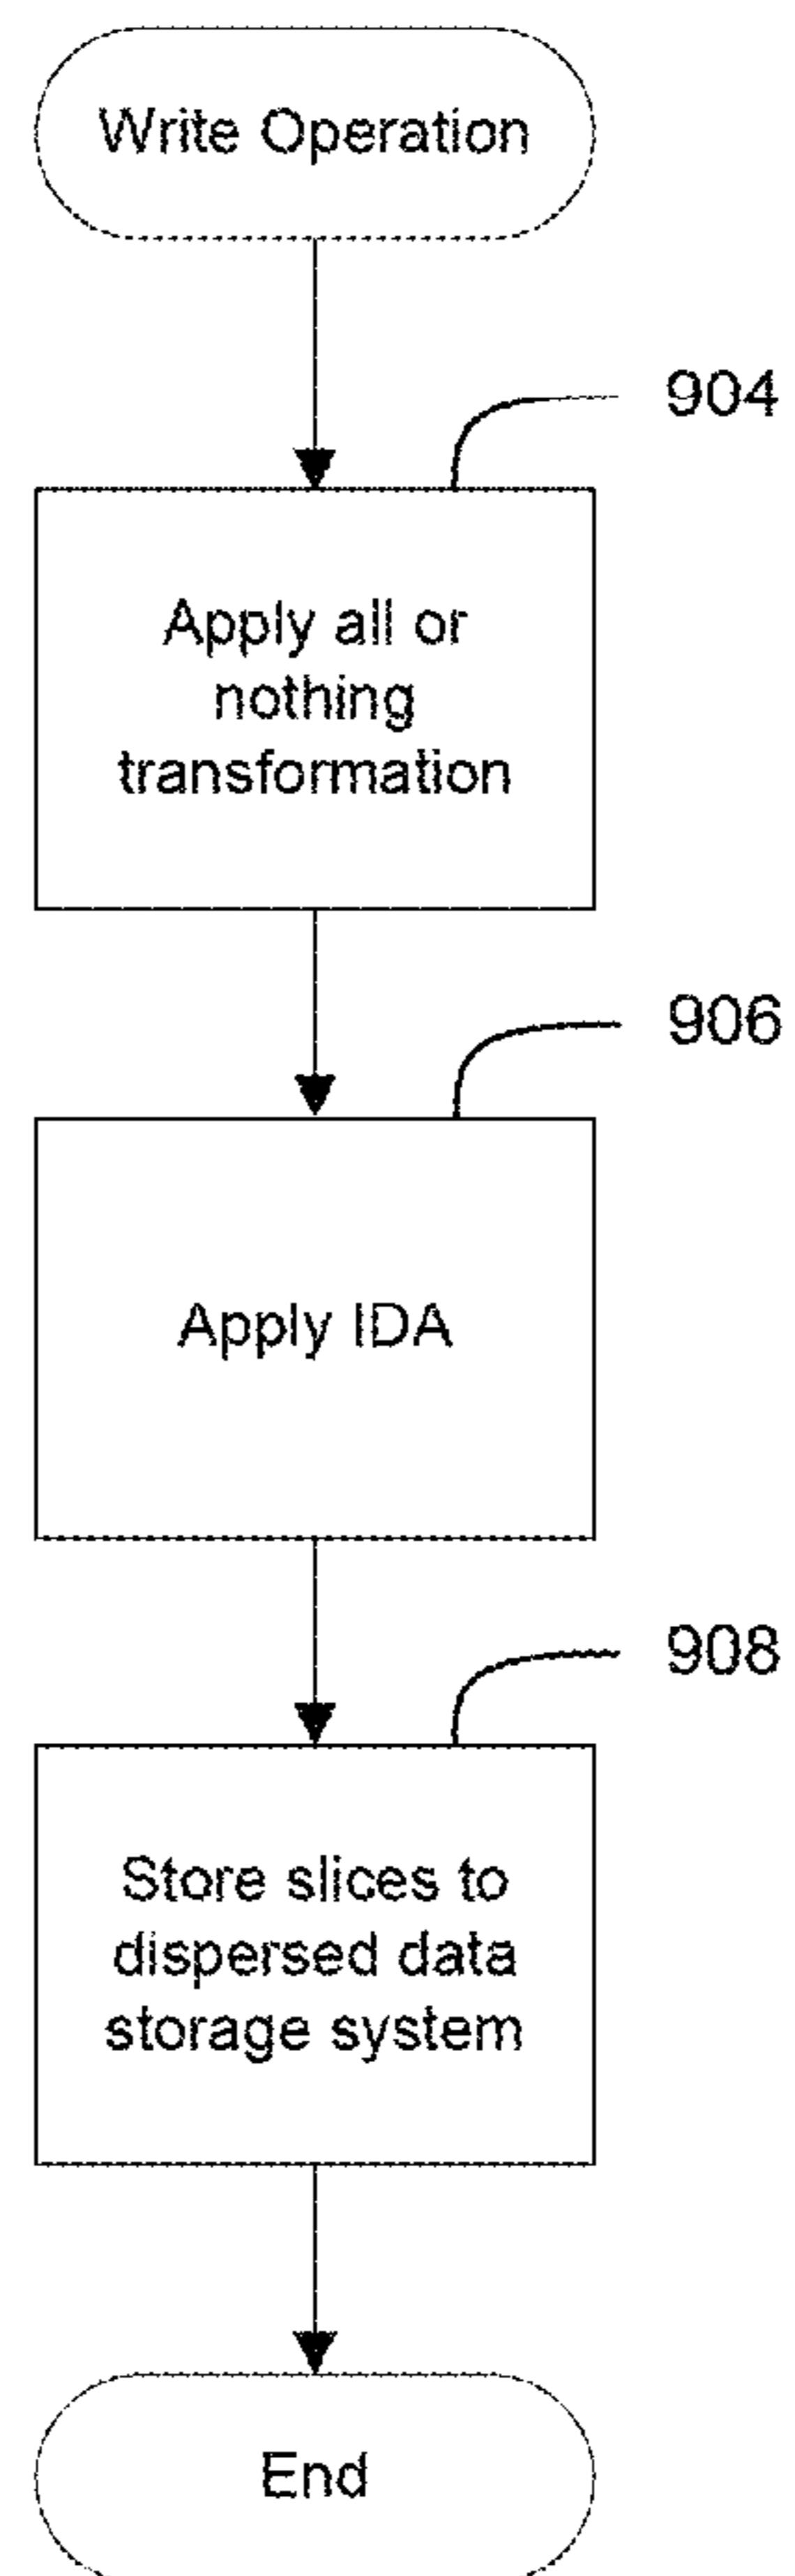 Write Operation
904
Apply all or
nothing
transformation
906
Apply IDA
908
Store slices to
dispersed data
storage system
End